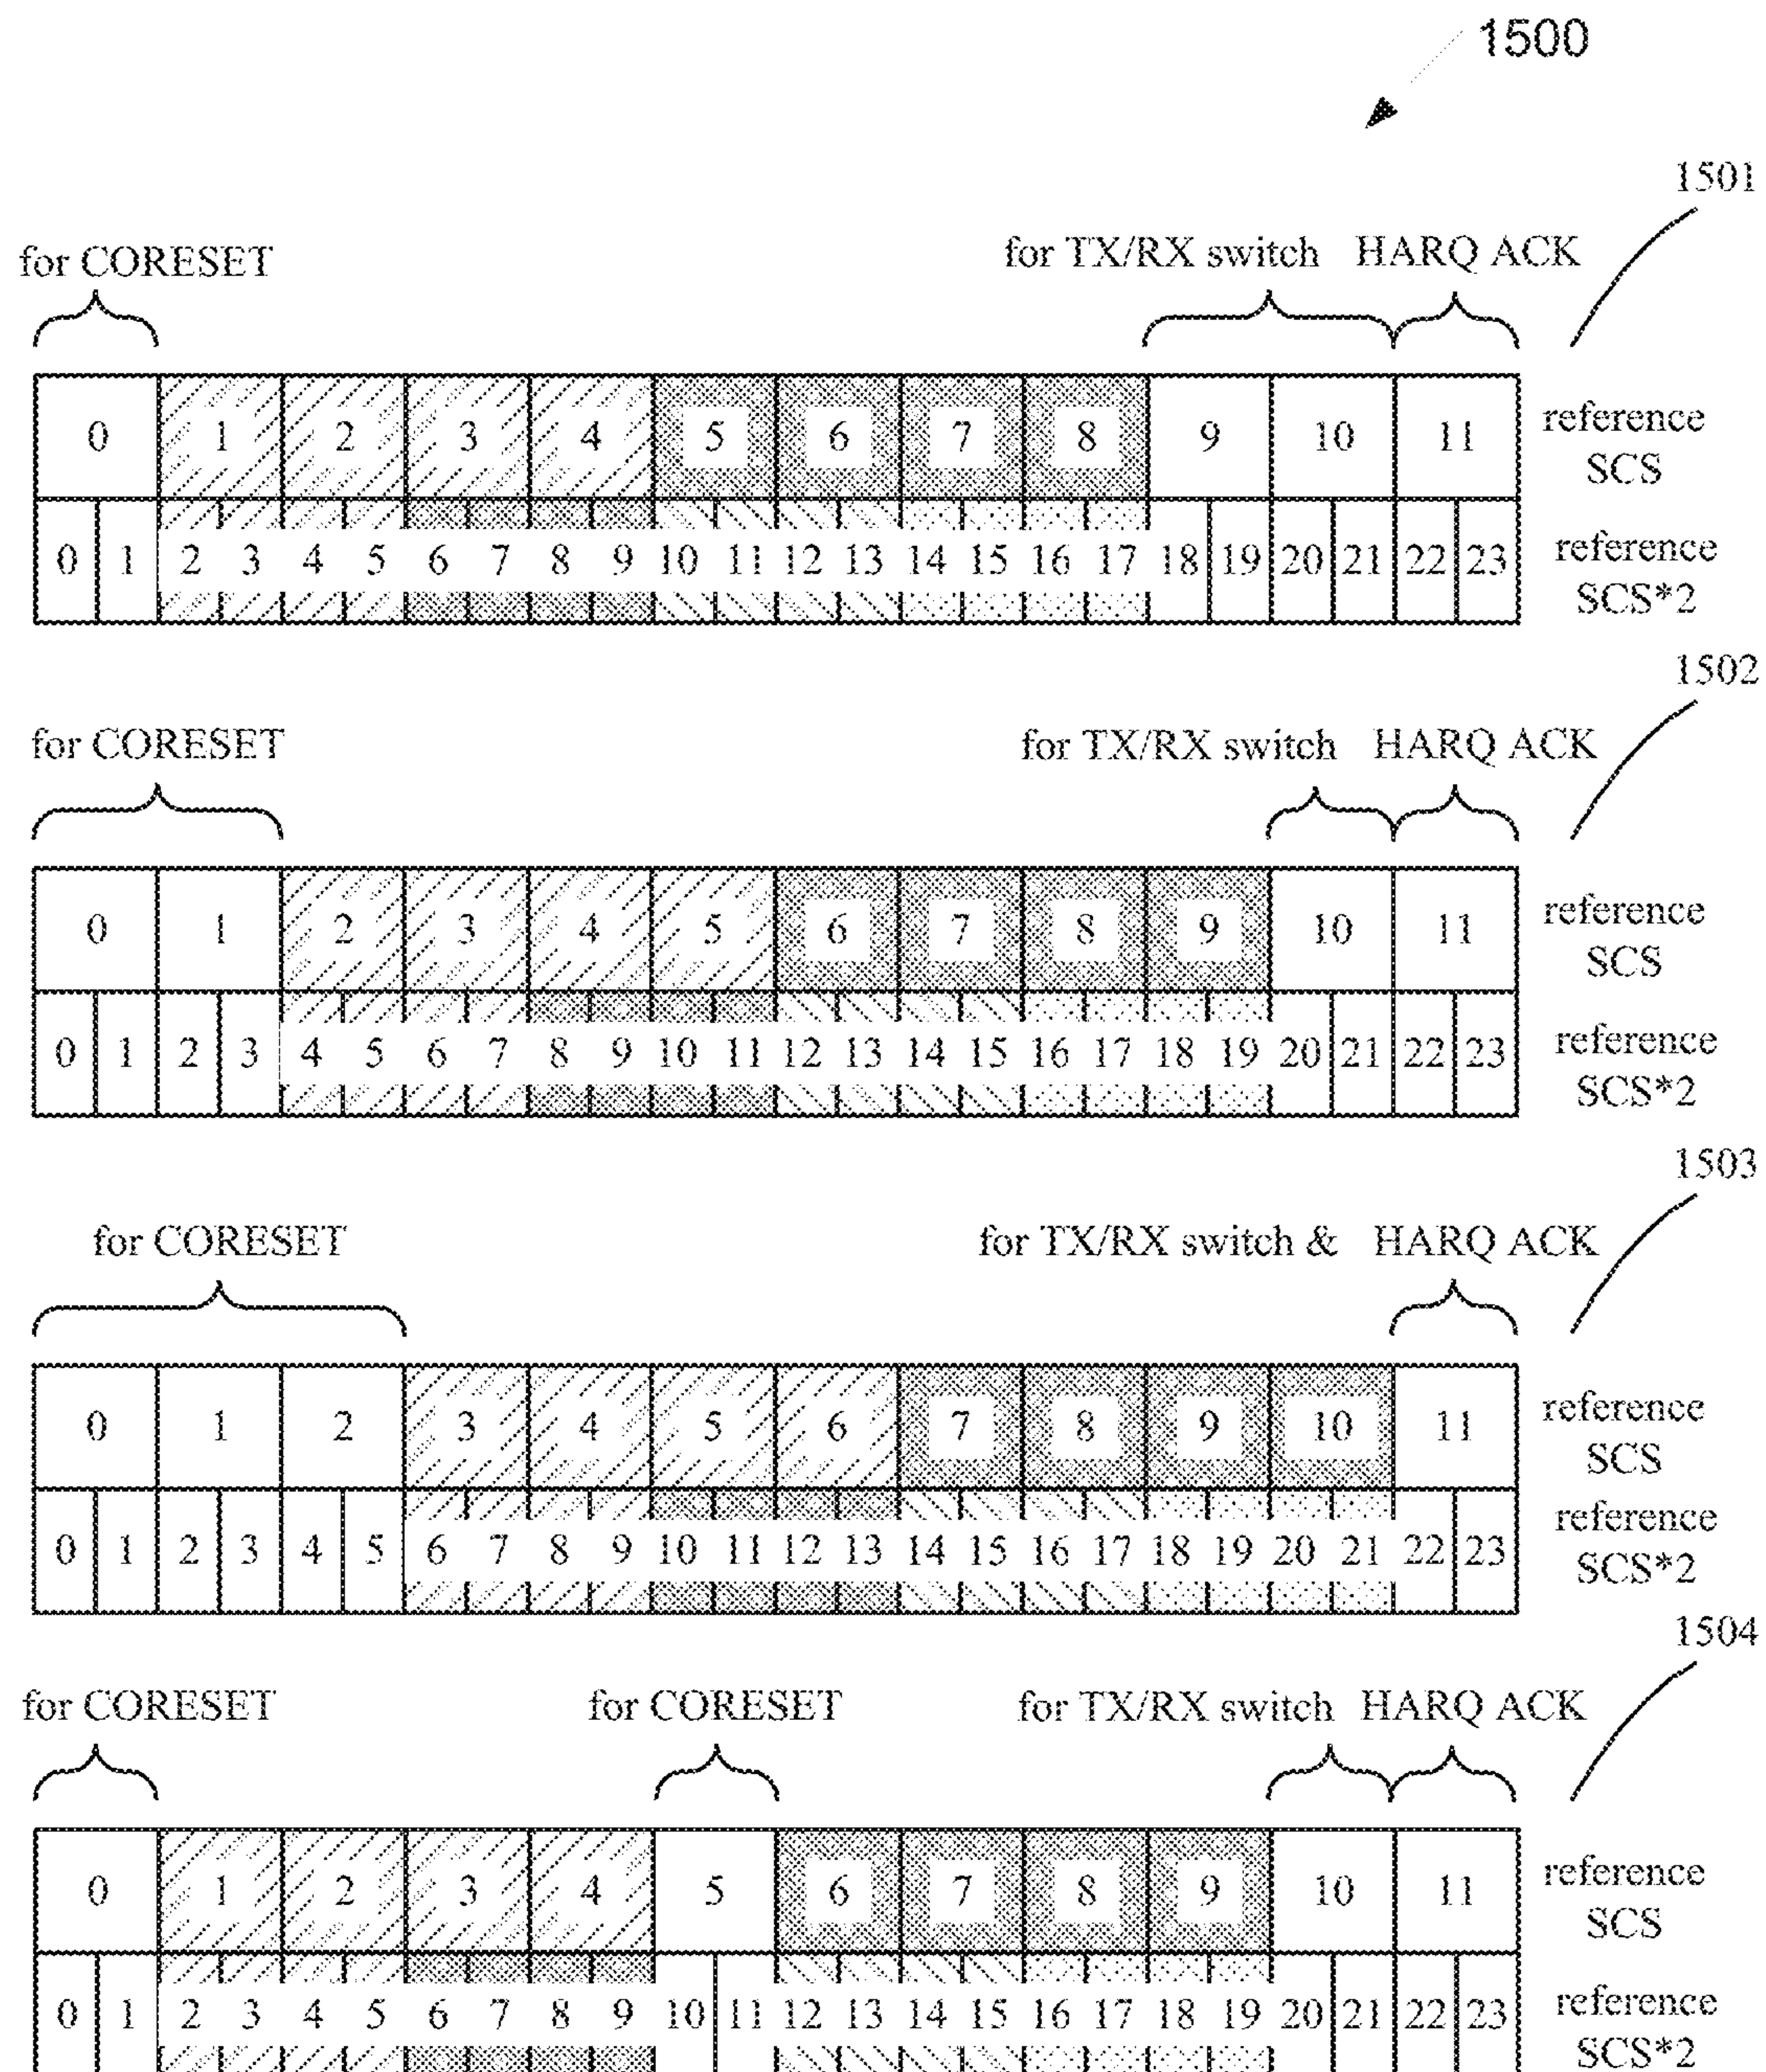 1500
1501
for CORESET for TX/RX switch HARQ ACK
0 1 2 3 4 5 6 7 8 9 10 11 reference
SCS
0 1 2 3 4 5 6 7 8 9 10 11 12 13 14 15 16 17 18 19 20 21 22 23 reference
SCS*2
1502
for CORESET for TX/RX switch HARQ ACK
0 1 2 3 4 5 6 7 8 9 10 11 reference
SCS
0 1 2 3 4 5 6 7 8 9 10 11 12 13 14 15 16 17 18 19 20 21 22 23 reference
SCS*2
1503
for CORESET for TX/RX switch & HARQ ACK
0 1 2 3 4 5 6 7 8 9 10 11 reference
SCS
0 1 2 3 4 5 6 7 8 9 10 11 12 13 14 15 16 17 18 19 20 21 22 23 reference
SCS*2
1504
for CORESET for CORESET for TX/RX switch HARQ ACK
0 1 2 3 4 5 6 7 8 9 10 11 reference
SCS
0 1 2 3 4 5 6 7 8 9 10 11 12 13 14 15 16 17 18 19 20 21 22 23 reference
SCS*2